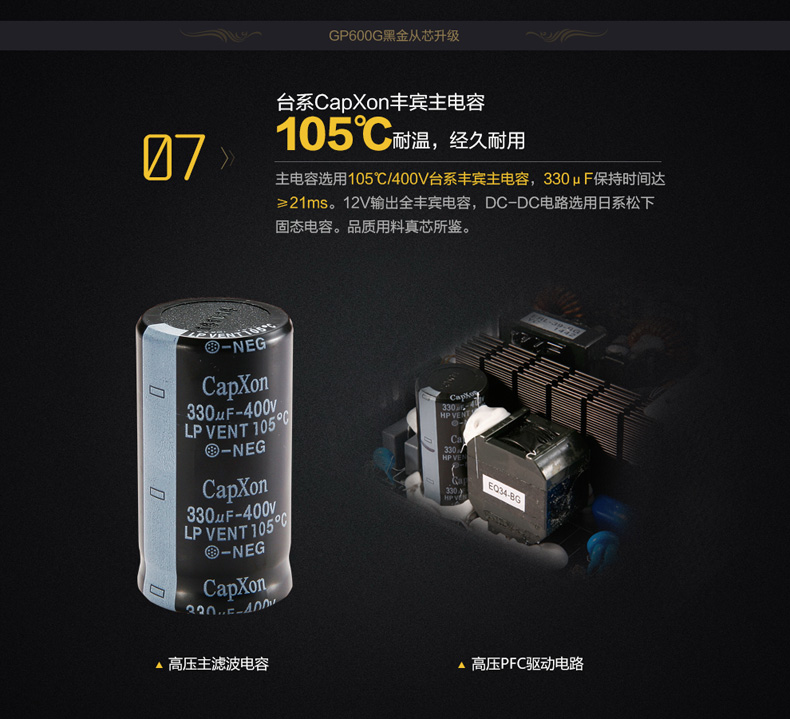 GP600G黑金从芯升级
07
台系CapXon丰宾主电容
105℃耐温，经久耐用
主电容选用105℃/400V台系丰宾主电容，330μF保持时间达
≥21ms。12V输出全丰宾电容，DC-DC电路选用日系松下
固态电容。品质用料真芯所鉴。
LP VENT 105°C
-NEG
CapXon
330μF-400v
LP VENT 105°C
-NEG
CapXon
330μF-400v
LP VENT 105°C
-NEG
CapXon
330μF-400v
CapXon
EQ34-BG
▲ 高压主滤波电容
▲ 高压PFC驱动电路